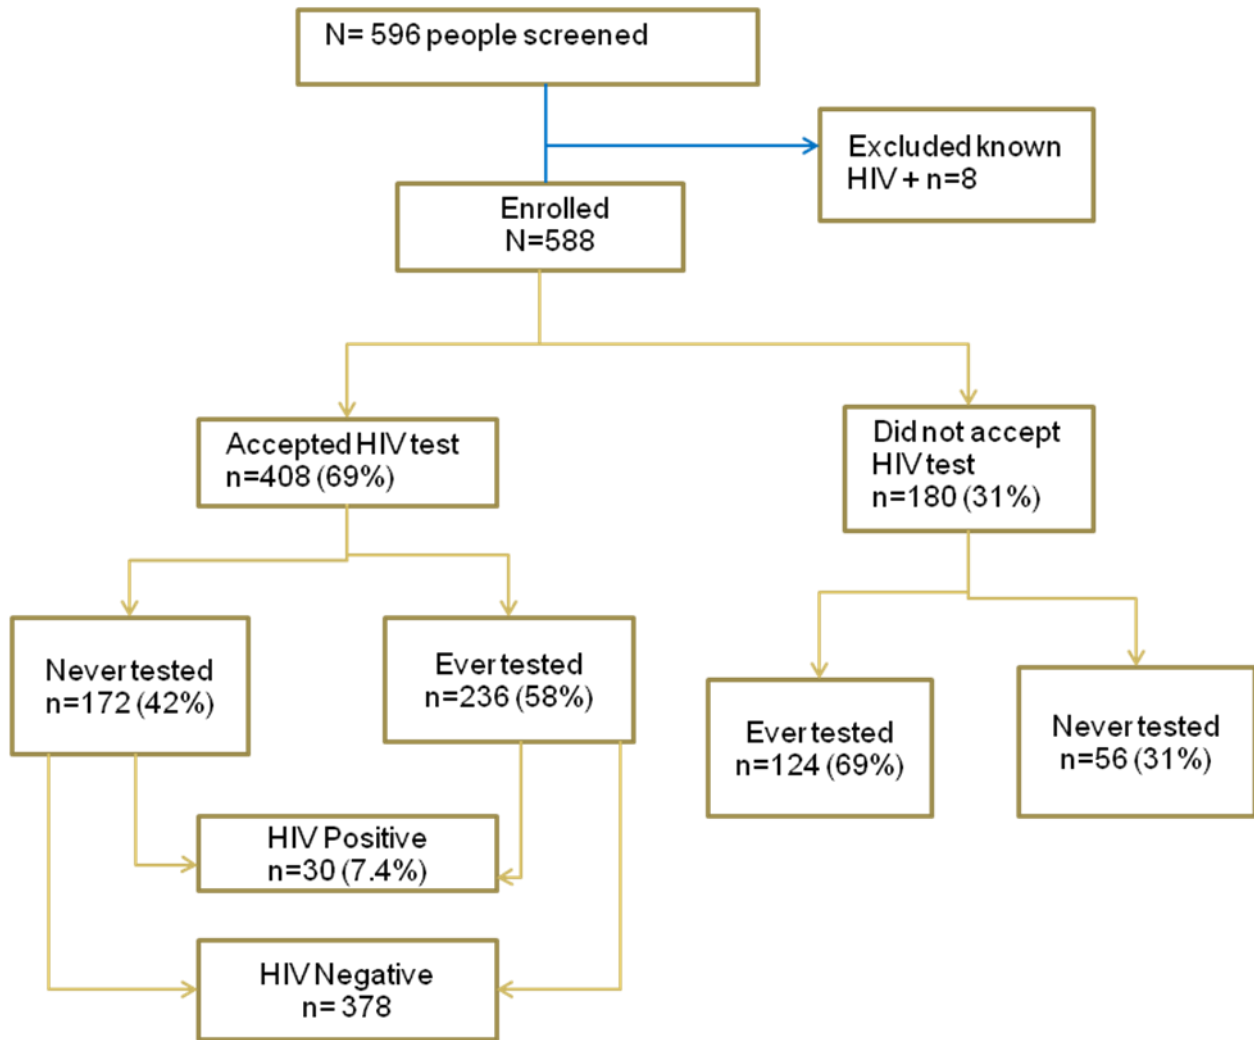 N= 596 people screened
Excluded known
HIV + n=8
Enrolled
N=588
Accepted HIV test
n=408 (69%)
Did not accept
HIV test
n=180 (31%)
Never tested
n=172 (42%)
Ever tested
n=236 (58%)
Ever tested
n=124 (69%)
Never tested
n=56 (31%)
HIV Positive
n=30 (7.4%)
HIV Negative
n= 378